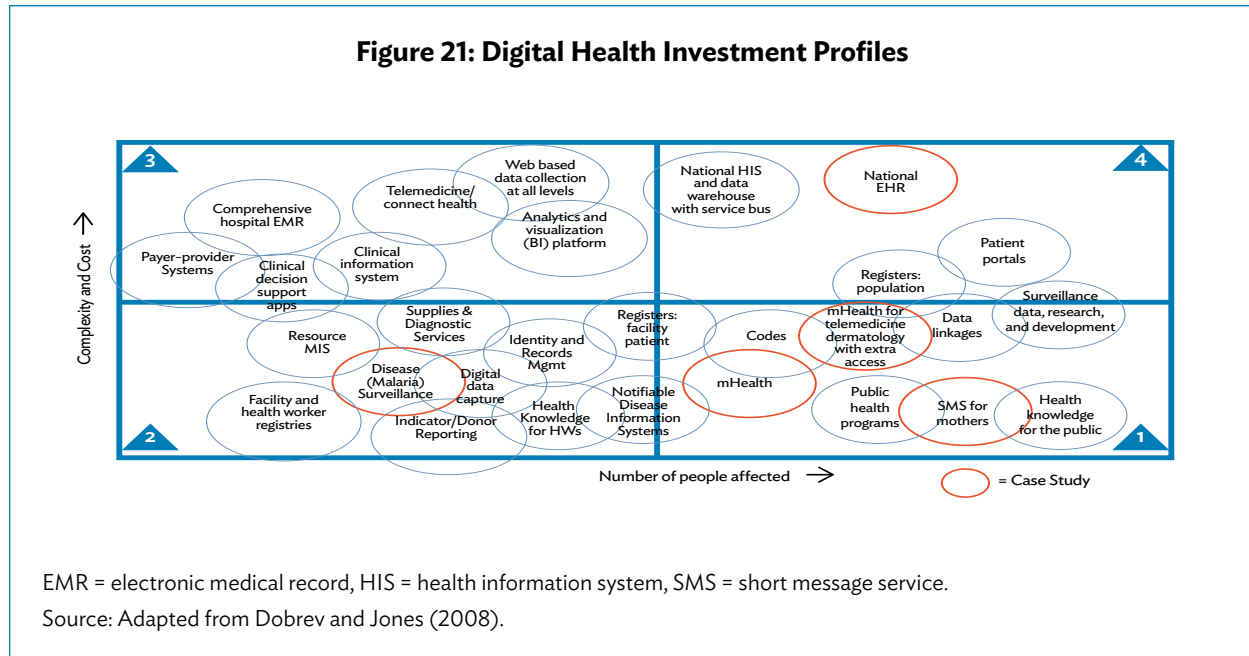 Figure 21: Digital Health Investment Profiles
3
4
Web based
data collection
at all levels
National HIS
and data
warehouse
with service bus
National
EHR
Telemedicine/
connect health
Comprehensive
hospital EMR
Analytics and
visualization
(BI) platform
Patient
portals
Payer–provider
Systems
Clinical
decision
support
apps
Clinical
information
system
Registers:
population
Complexity and Cost →
Resource
MIS
Supplies &
Diagnostic
Services
Registers:
facility
patient
Codes
mHealth for
telemedicine
dermatology
with extra
access
Data
linkages
Surveillance
data, research,
and development
Identity and
Records
Mgmt
Disease
(Malaria)
Surveillance
Digital
data
capture
mHealth
Facility and
health worker
registries
Indicator/Donor
Reporting
Health
Knowledge
for HWs
Notifiable
Disease
Information
Systems
Public
health
programs
SMS for
mothers
Health
knowledge
for the public
2
1
Number of people affected →
= Case Study
EMR = electronic medical record, HIS = health information system, SMS = short message service.
Source: Adapted from Dobrev and Jones (2008).